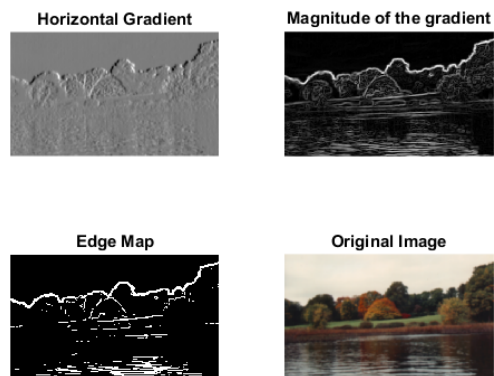 Horizontal Gradient
Magnitude of the gradient
Edge Map
Original Image